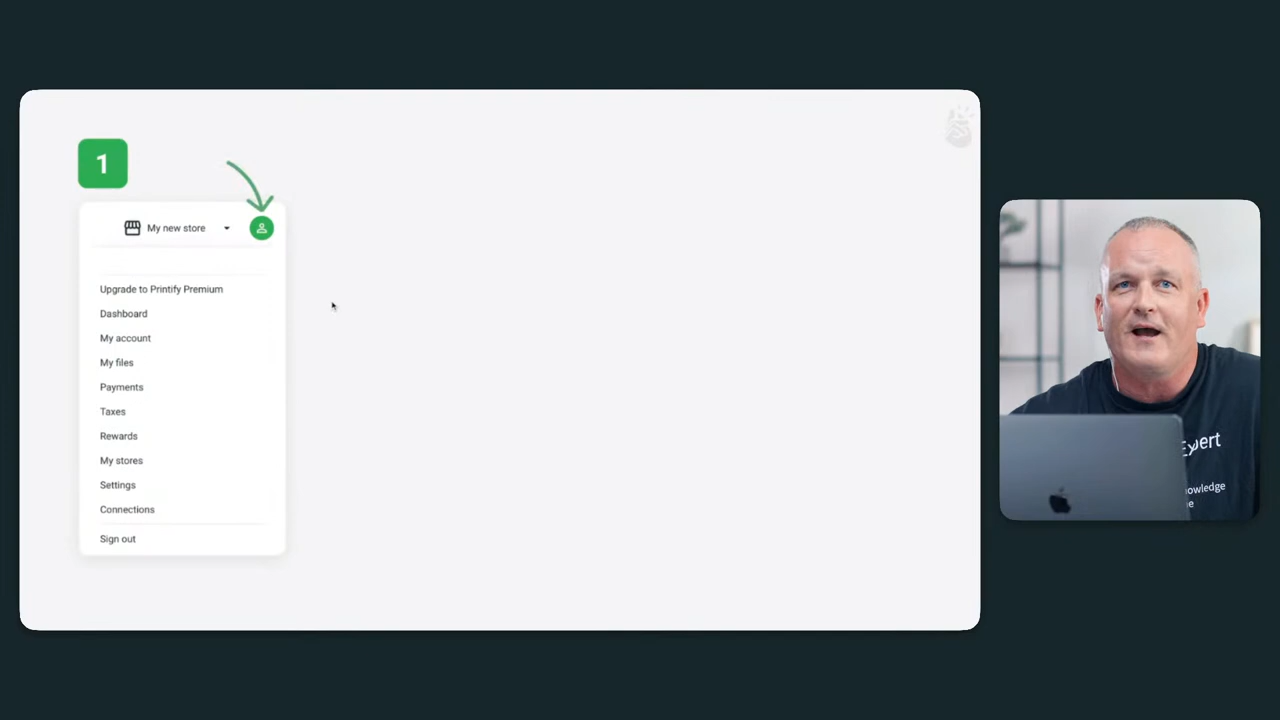 1
My new store
Upgrade to Printify Premium
Dashboard
My account
My files
Payments
Taxes
Rewards
My stores
Settings
Connections
Sign out